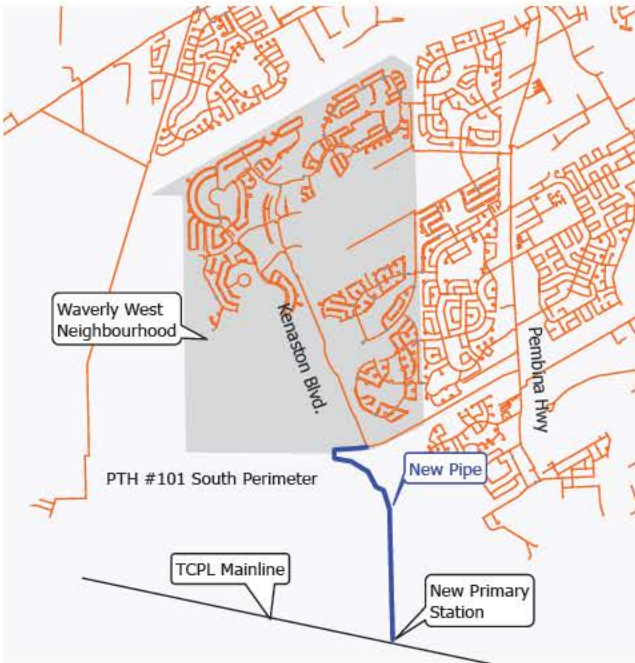 Waverly West
Neighbourhood
Kenaston Blvd.
Pembina Hwy
PTH #101 South Perimeter
New Pipe
TCPL Mainline
New Primary
Station